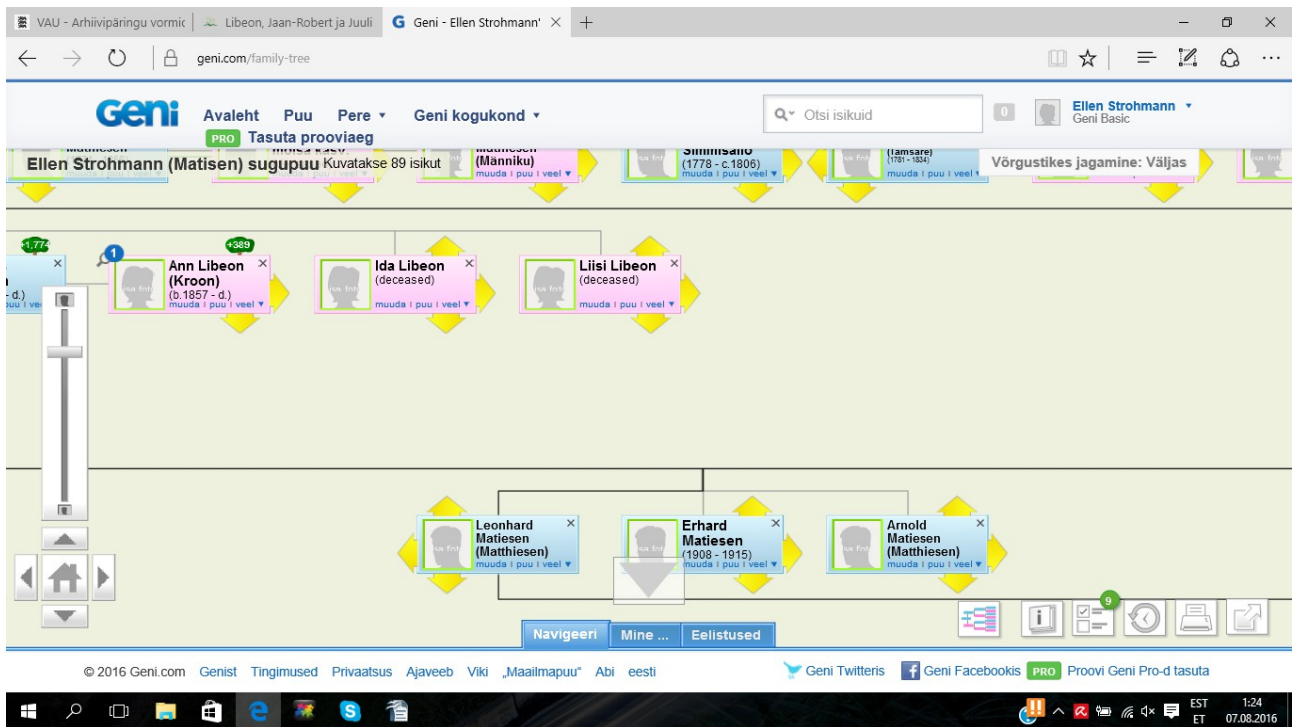 VAU - Arhiivipäringu vormic
Libeon, Jaan-Robert ja Juuli
Geni - Ellen Strohmann'
geni.com/family-tree
Geni
Avaleht Puu Pere Geni kogukond
PRO Tasuta prooviaeg
Otsi isikuid
0
Ellen Strohmann
Geni Basic
Ellen Strohmann (Matisen) sugupuu Kuvatakse 89 isikut
Võrgustikes jagamine: Väljas
(Männiku)
muuda | puu | veel
(1778 - c.1806)
muuda | puu | veel
(Tamsare)
(1781 - 1834)
muuda | puu | veel
+1,774
- d.)
1
+389
Ann Libeon
(Kroon)
(b.1857 - d.)
muuda | puu | veel
Ida Libeon
(deceased)
muuda | puu | veel
Liisi Libeon
(deceased)
muuda | puu | veel
Leonhard
Matiesen
(Matthiesen)
muuda | puu | veel
Erhard
Matiesen
(1908 - 1915)
muuda | puu | veel
Arnold
Matiesen
(Matthiesen)
muuda | puu | veel
9
Navigeeri Mine ... Eelistused
© 2016 Geni.com Genist Tingimused Privaatsus Ajaveeb Viki „Maailmapuu" Abi eesti
Geni Twitteris Geni Facebookis PRO Proovi Geni Pro-d tasuta
EST 1:24
ET 07.08.2016